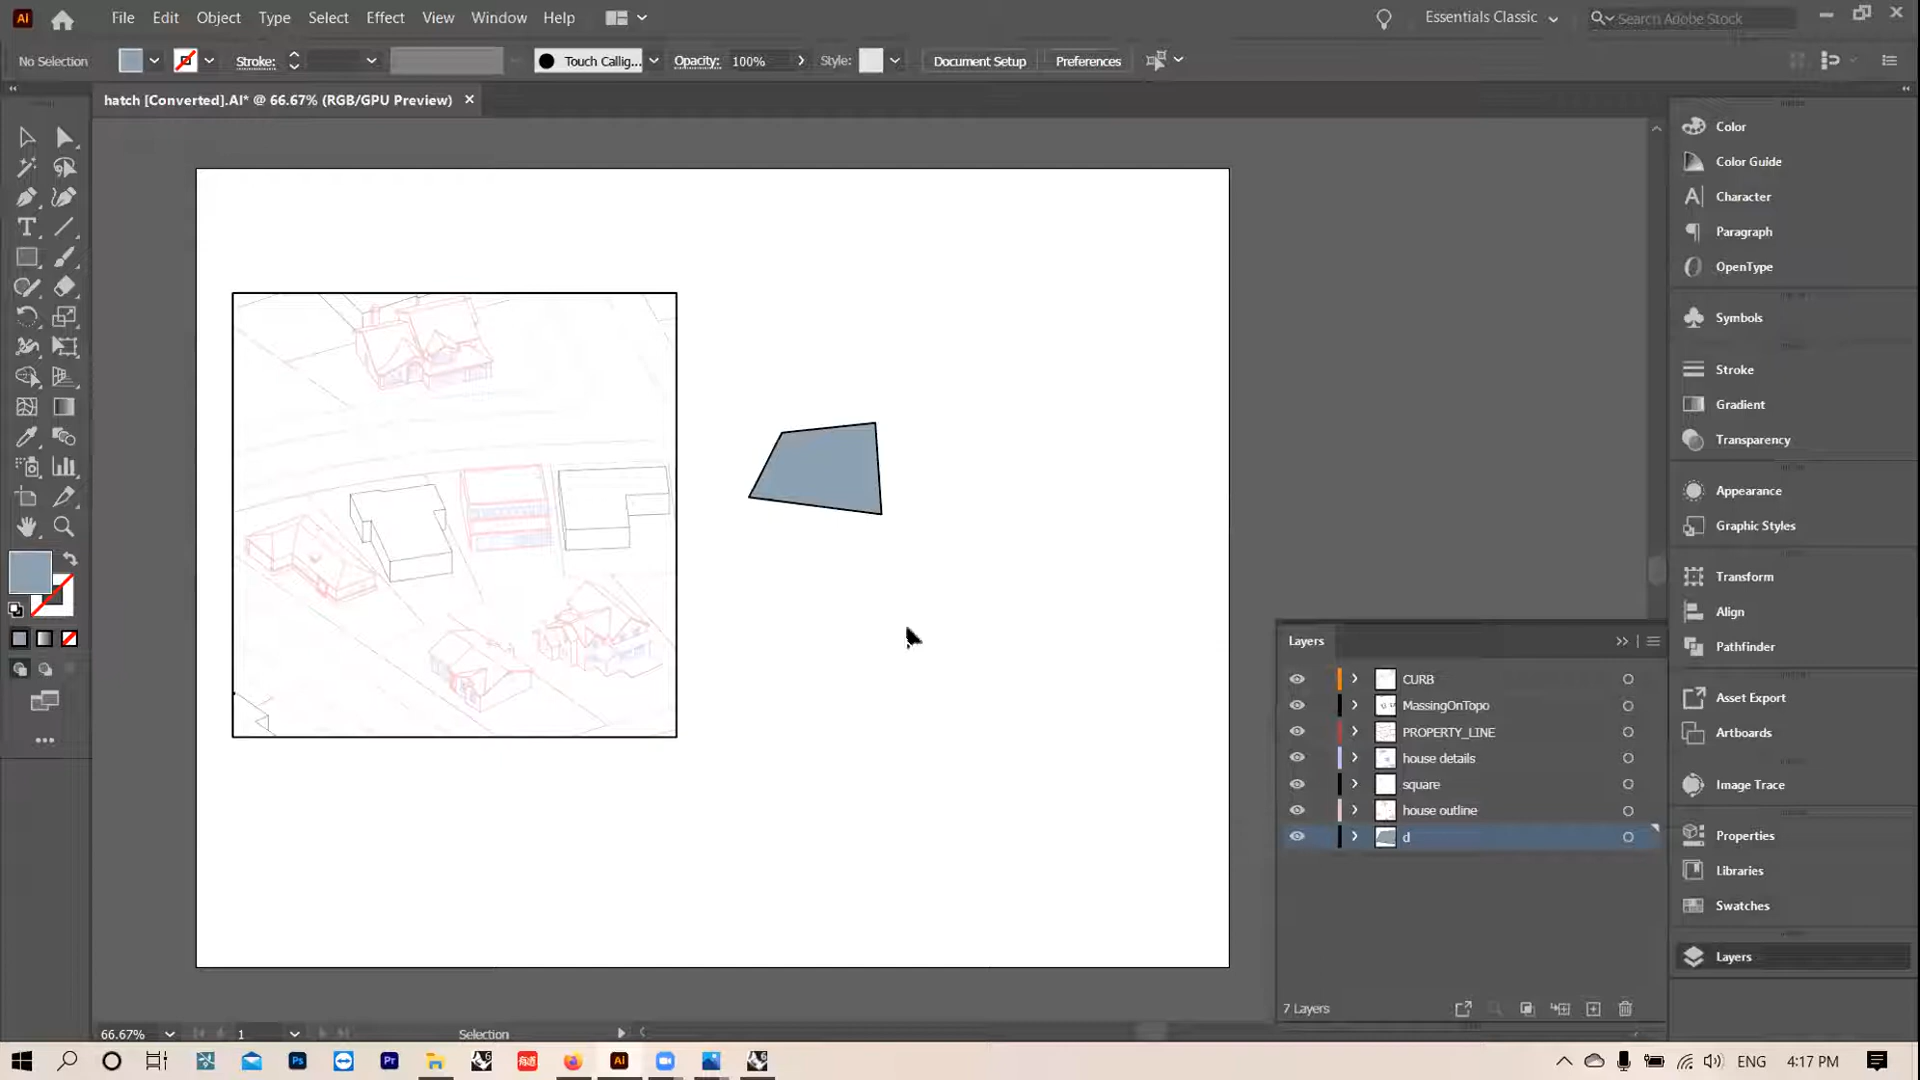 Ai File Edit Object Type Select Effect View Window Help Essentials Classic Search Adobe Stock
No Selection Stroke: Touch Callig... Opacity: 100% Style: Document Setup Preferences
hatch [Converted].AI* @ 66.67% (RGB/GPU Preview)
Color
Color Guide
Character
Paragraph
OpenType
Symbols
Stroke
Gradient
Transparency
Appearance
Graphic Styles
Transform
Align
Pathfinder
Asset Export
Artboards
Image Trace
Properties
Libraries
Swatches
Layers
Layers
CURB
MassingOnTopo
PROPERTY_LINE
house details
square
house outline
d
7 Layers
66.67% 1 Selection
Ps Pr Ai ENG 4:17 PM